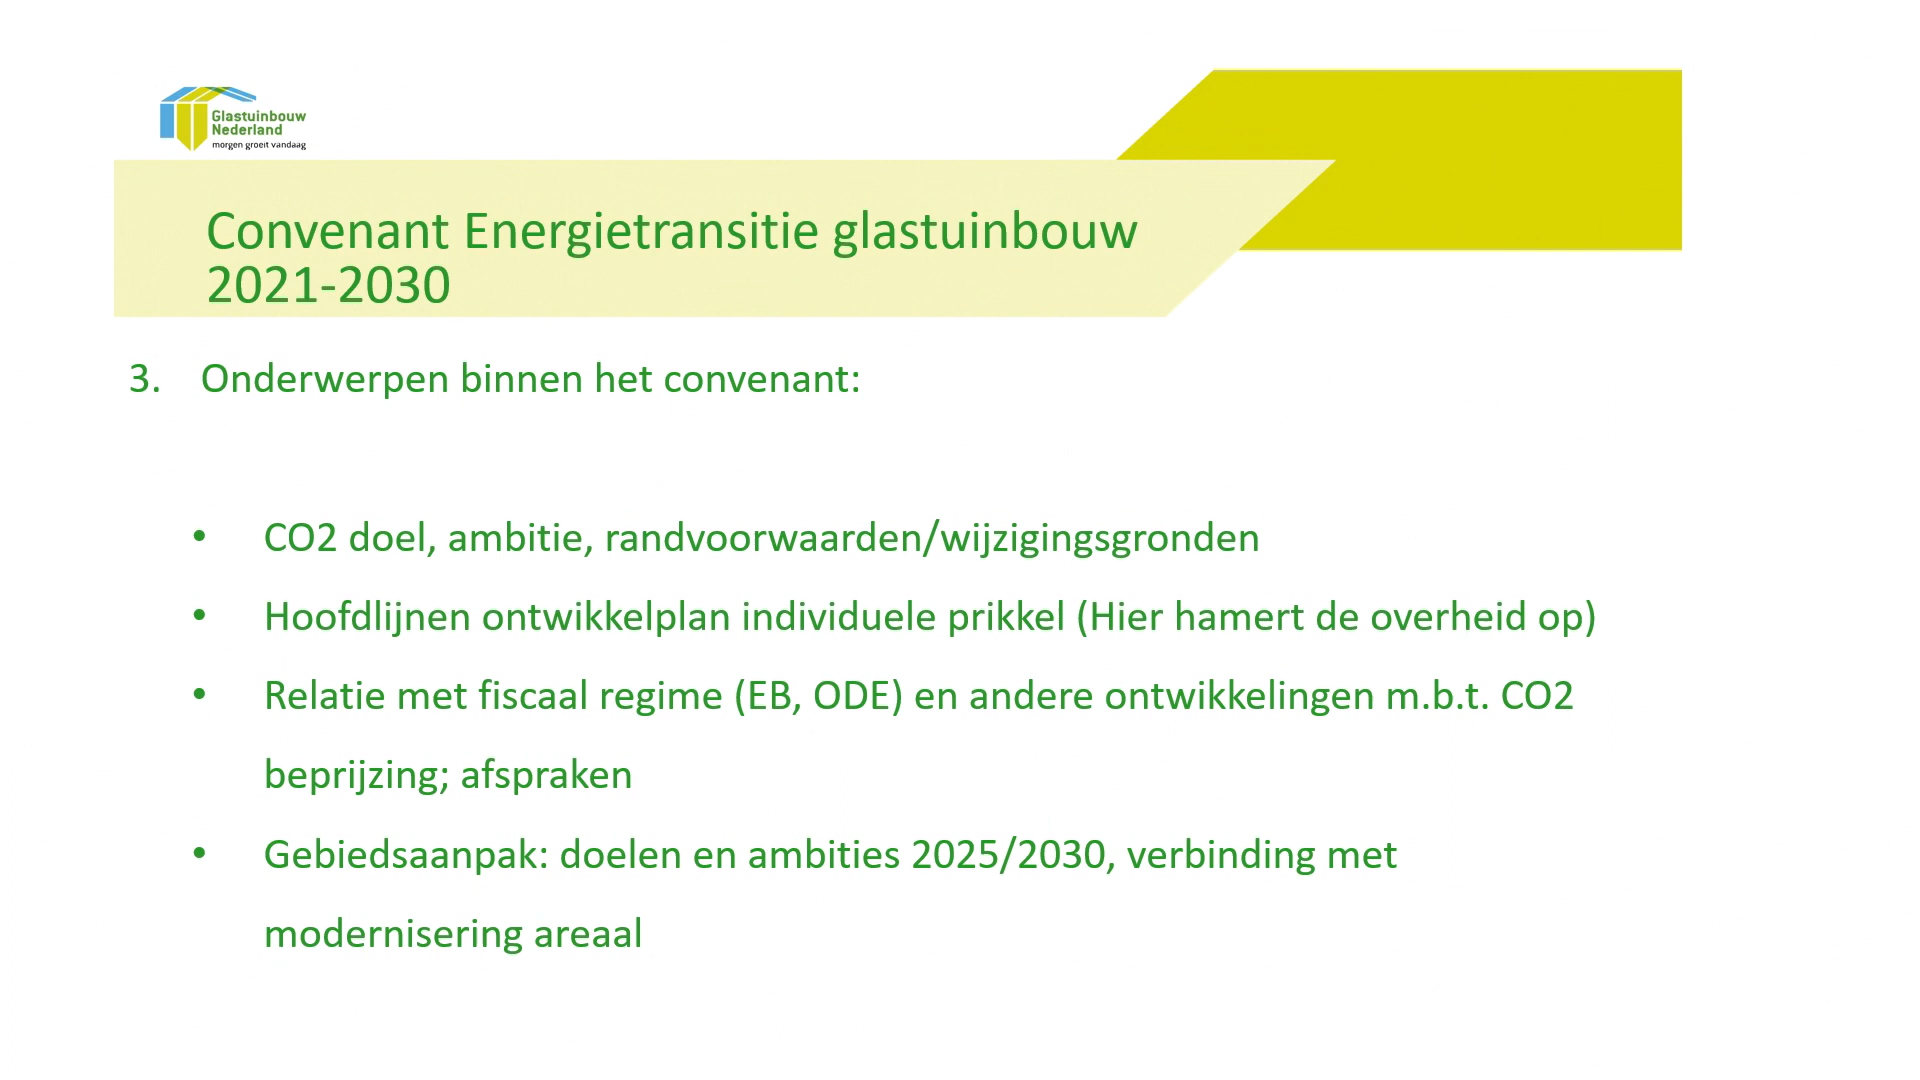 Glastuinbouw
Nederland
morgen groeit vandaag
Convenant Energietransitie glastuinbouw
2021-2030
3. Onderwerpen binnen het convenant:
• CO2 doel, ambitie, randvoorwaarden/wijzigingsgronden
• Hoofdlijnen ontwikkelplan individuele prikkel (Hier hamert de overheid op)
• Relatie met fiscaal regime (EB, ODE) en andere ontwikkelingen m.b.t. CO2
beprijzing; afspraken
• Gebiedsaanpak: doelen en ambities 2025/2030, verbinding met
modernisering areaal